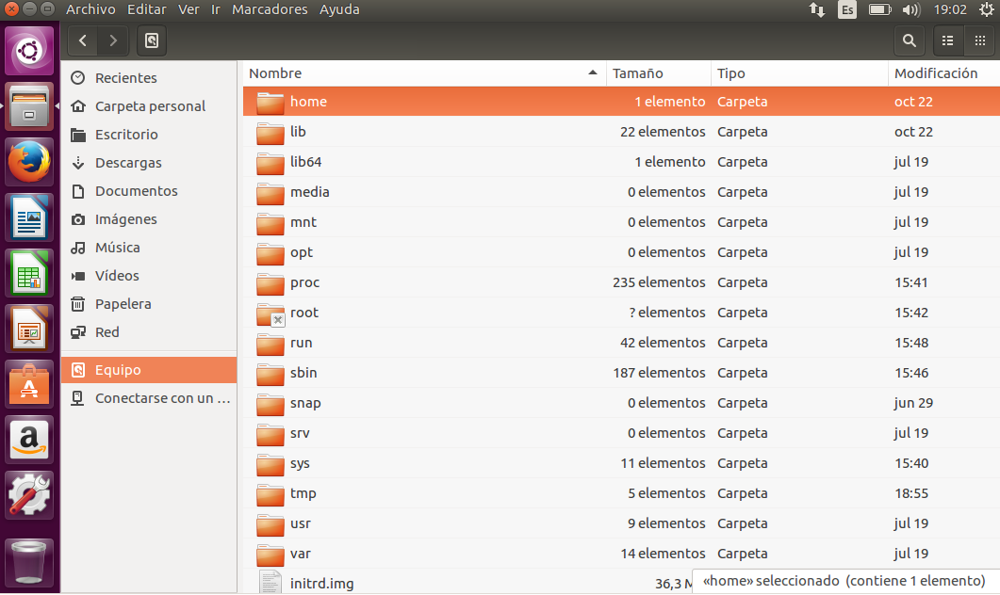 Archivo Editar Ver Ir Marcadores Ayuda Es 19:02
Nombre Tamaño Tipo Modificación
Recientes
Carpeta personal
Escritorio
Descargas
Documentos
Imágenes
Música
Vídeos
Papelera
Red
Equipo
Conectarse con un ...
home 1 elemento Carpeta oct 22
lib 22 elementos Carpeta oct 22
lib64 1 elemento Carpeta jul 19
media 0 elementos Carpeta jul 19
mnt 0 elementos Carpeta jul 19
opt 0 elementos Carpeta jul 19
proc 235 elementos Carpeta 15:41
root ? elementos Carpeta 15:42
run 42 elementos Carpeta 15:48
sbin 187 elementos Carpeta 15:46
snap 0 elementos Carpeta jun 29
srv 0 elementos Carpeta jul 19
sys 11 elementos Carpeta 15:40
tmp 5 elementos Carpeta 18:55
usr 9 elementos Carpeta jul 19
var 14 elementos Carpeta jul 19
initrd.img 36,3
«home» seleccionado (contiene 1 elemento)